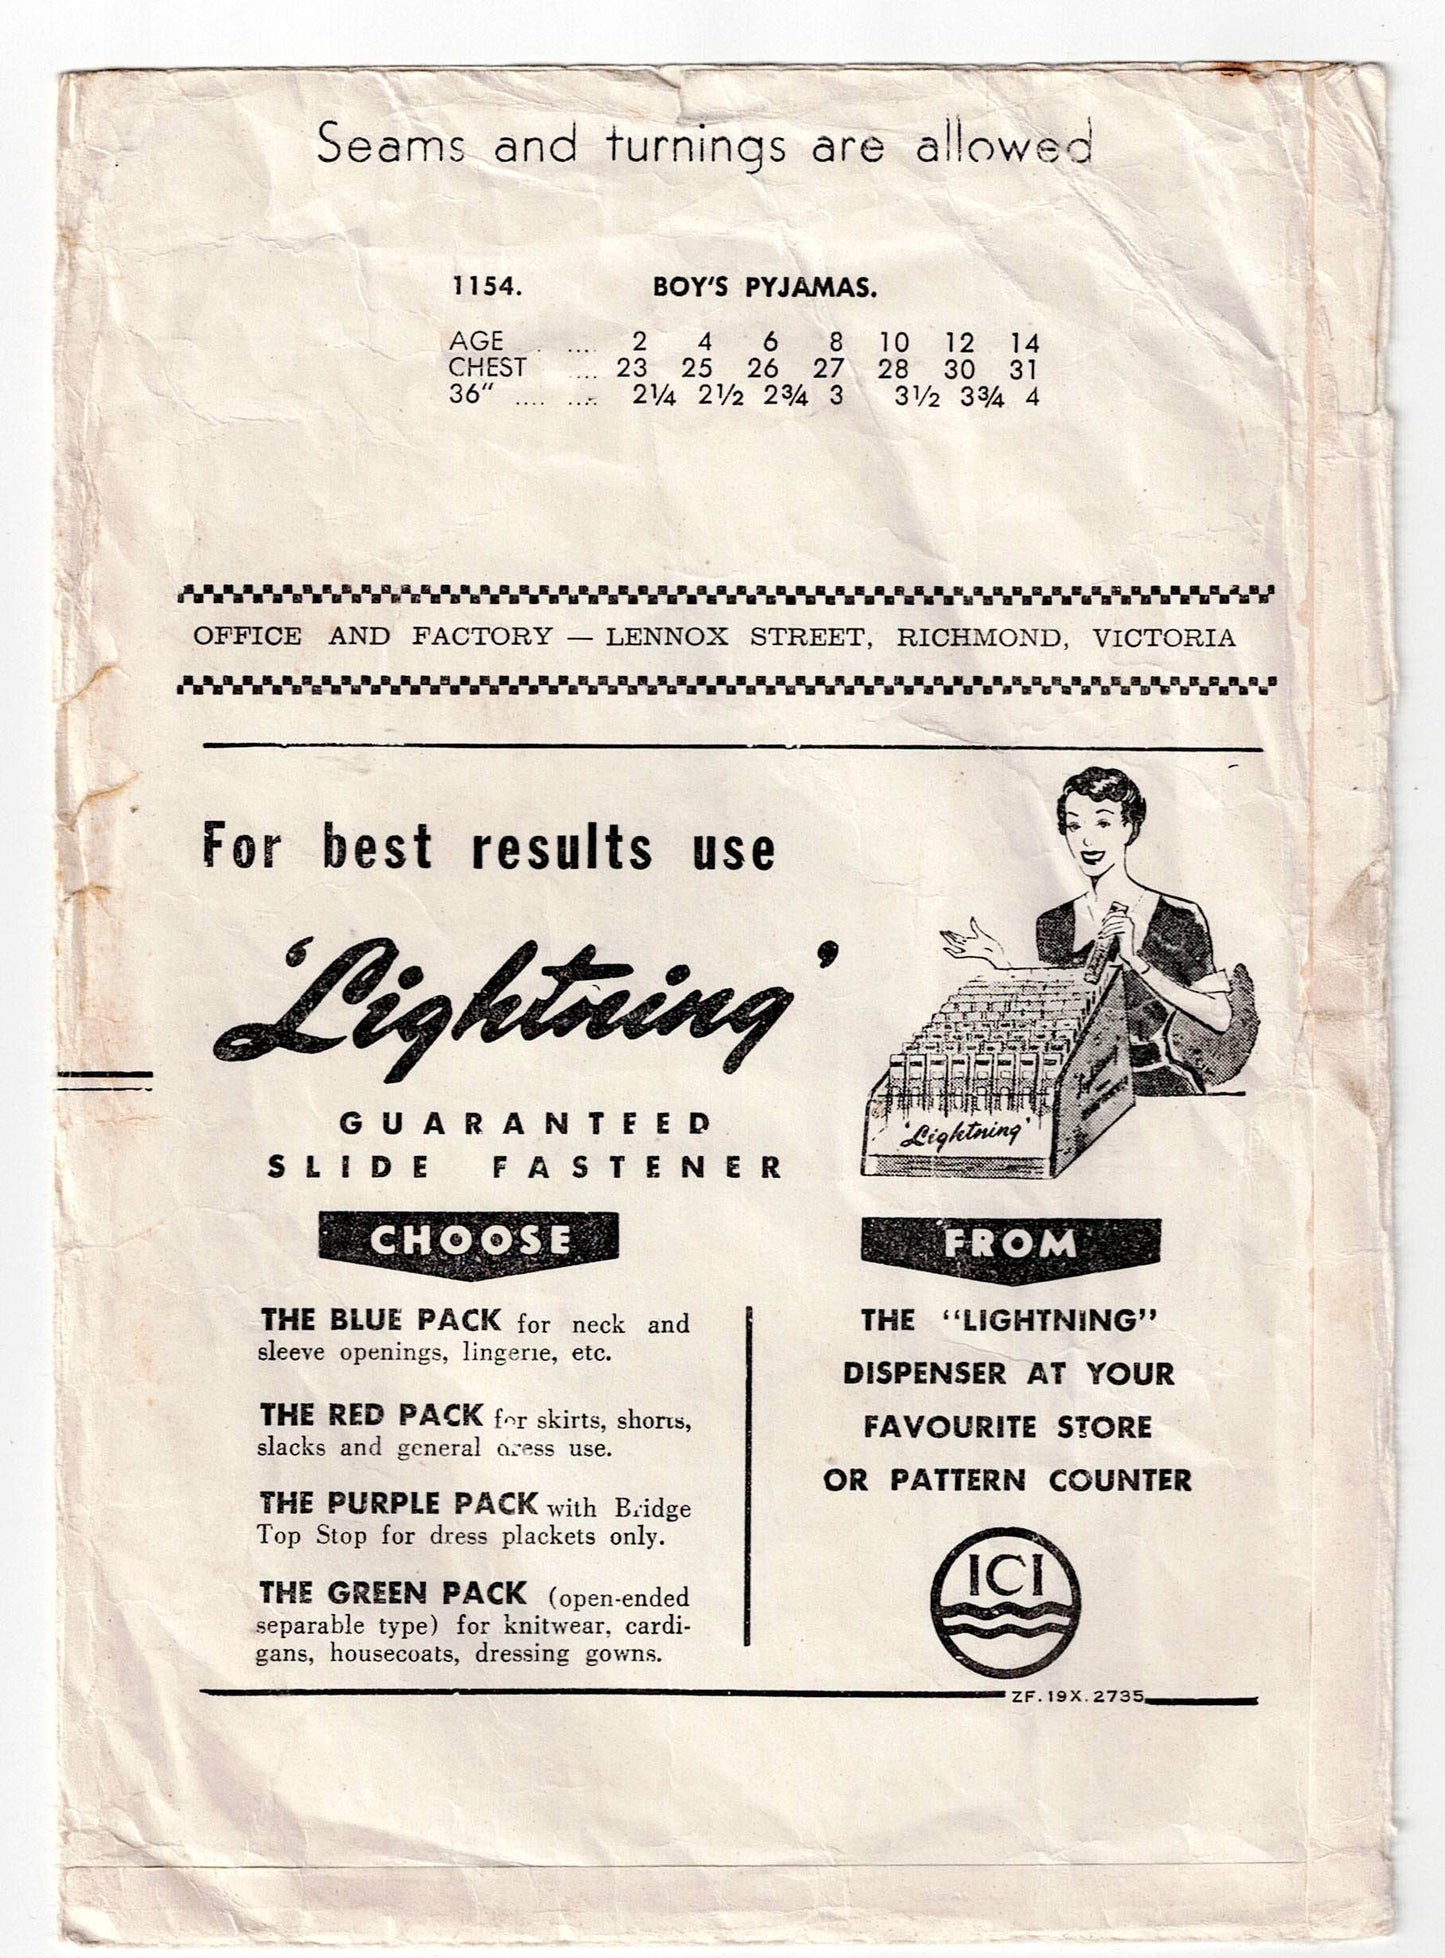 Seams and turnings are allowed
1154. BOY'S PYJAMAS.
AGE . .... 2 4 6 8 10 12 14
CHEST .... 23 25 26 27 28 30 31
36" .... .... 2¼ 2½ 2¾ 3 3½ 3¾ 4
OFFICE AND FACTORY — LENNOX STREET, RICHMOND, VICTORIA
For best results use
'Lightning'
GUARANTEED
SLIDE FASTENER
'Lightning'
CHOOSE
THE BLUE PACK for neck and
sleeve openings, lingerie, etc.
THE RED PACK for skirts, shorts,
slacks and general dress use.
THE PURPLE PACK with Bridge
Top Stop for dress plackets only.
THE GREEN PACK (open-ended
separable type) for knitwear, cardi-
gans, housecoats, dressing gowns.
FROM
THE "LIGHTNING"
DISPENSER AT YOUR
FAVOURITE STORE
OR PATTERN COUNTER
ICI
ZF.19X.2735